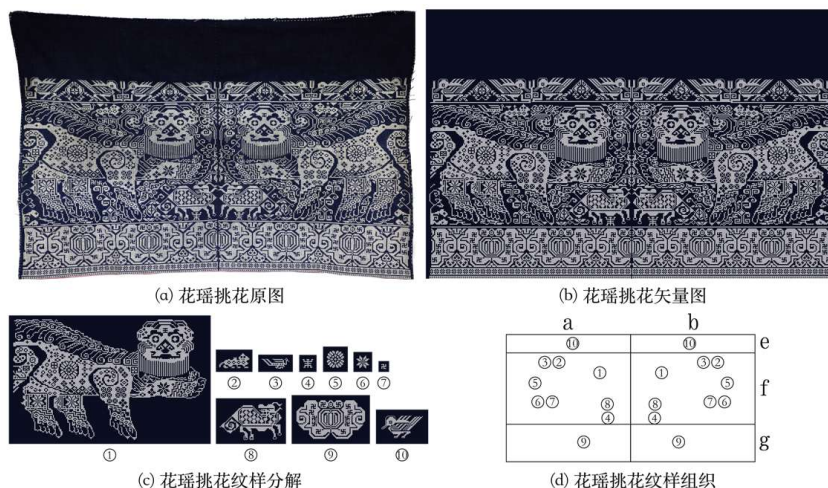 (a) 花瑶挑花原图
(b) 花瑶挑花矢量图
② ③ ④ ⑤ ⑥ ⑦
① ⑧ ⑨ ⑩
(c) 花瑶挑花纹样分解
a b
⑩ ⑩ e
③② ① ① ③②
⑤ ⑤ f
⑥⑦ ⑧ ⑧ ⑦⑥
④ ④
⑨ ⑨ g
(d) 花瑶挑花纹样组织